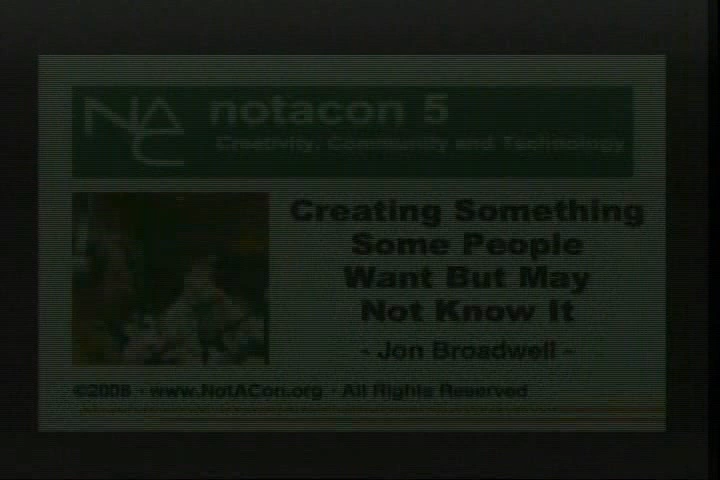 NAC
notacon 5
Creativity, Community and Technology
Creating Something
Some People
Want But May
Not Know It
- Jon Broadwell -
©2008 - www.NotACon.org - All Rights Reserved